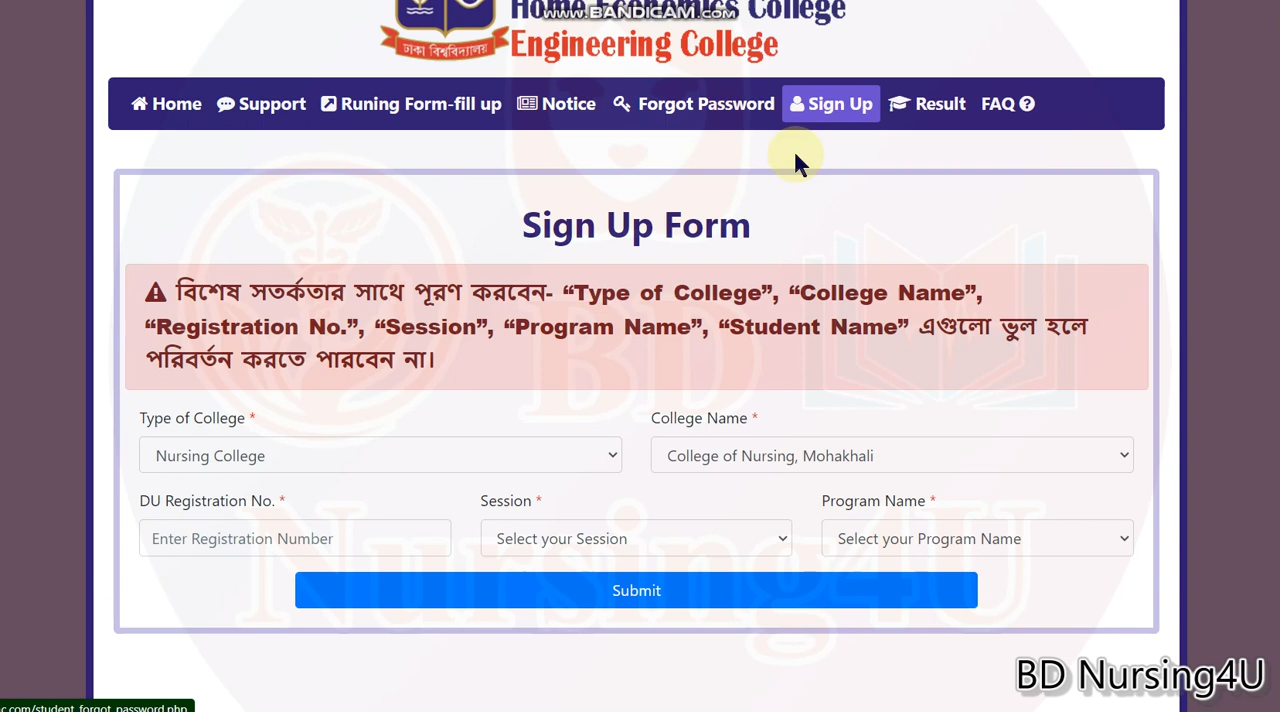 Home Economics College
www.BANDICAM.com
ঢাকা বিশ্ববিদ্যালয়
Engineering College
Home Support Runing Form-fill up Notice Forgot Password Sign Up Result FAQ
Sign Up Form
বিশেষ সতর্কতার সাথে পূরণ করবেন- “Type of College”, “College Name”,
“Registration No.”, “Session”, “Program Name”, “Student Name” এগুলো ভুল হলে
পরিবর্তন করতে পারবেন না।
Type of College * College Name *
Nursing College College of Nursing, Mohakhali
DU Registration No. * Session * Program Name *
Enter Registration Number Select your Session Select your Program Name
Submit
BD
Nursing4U
BD Nursing4U
c.com/student_forgot_password.php